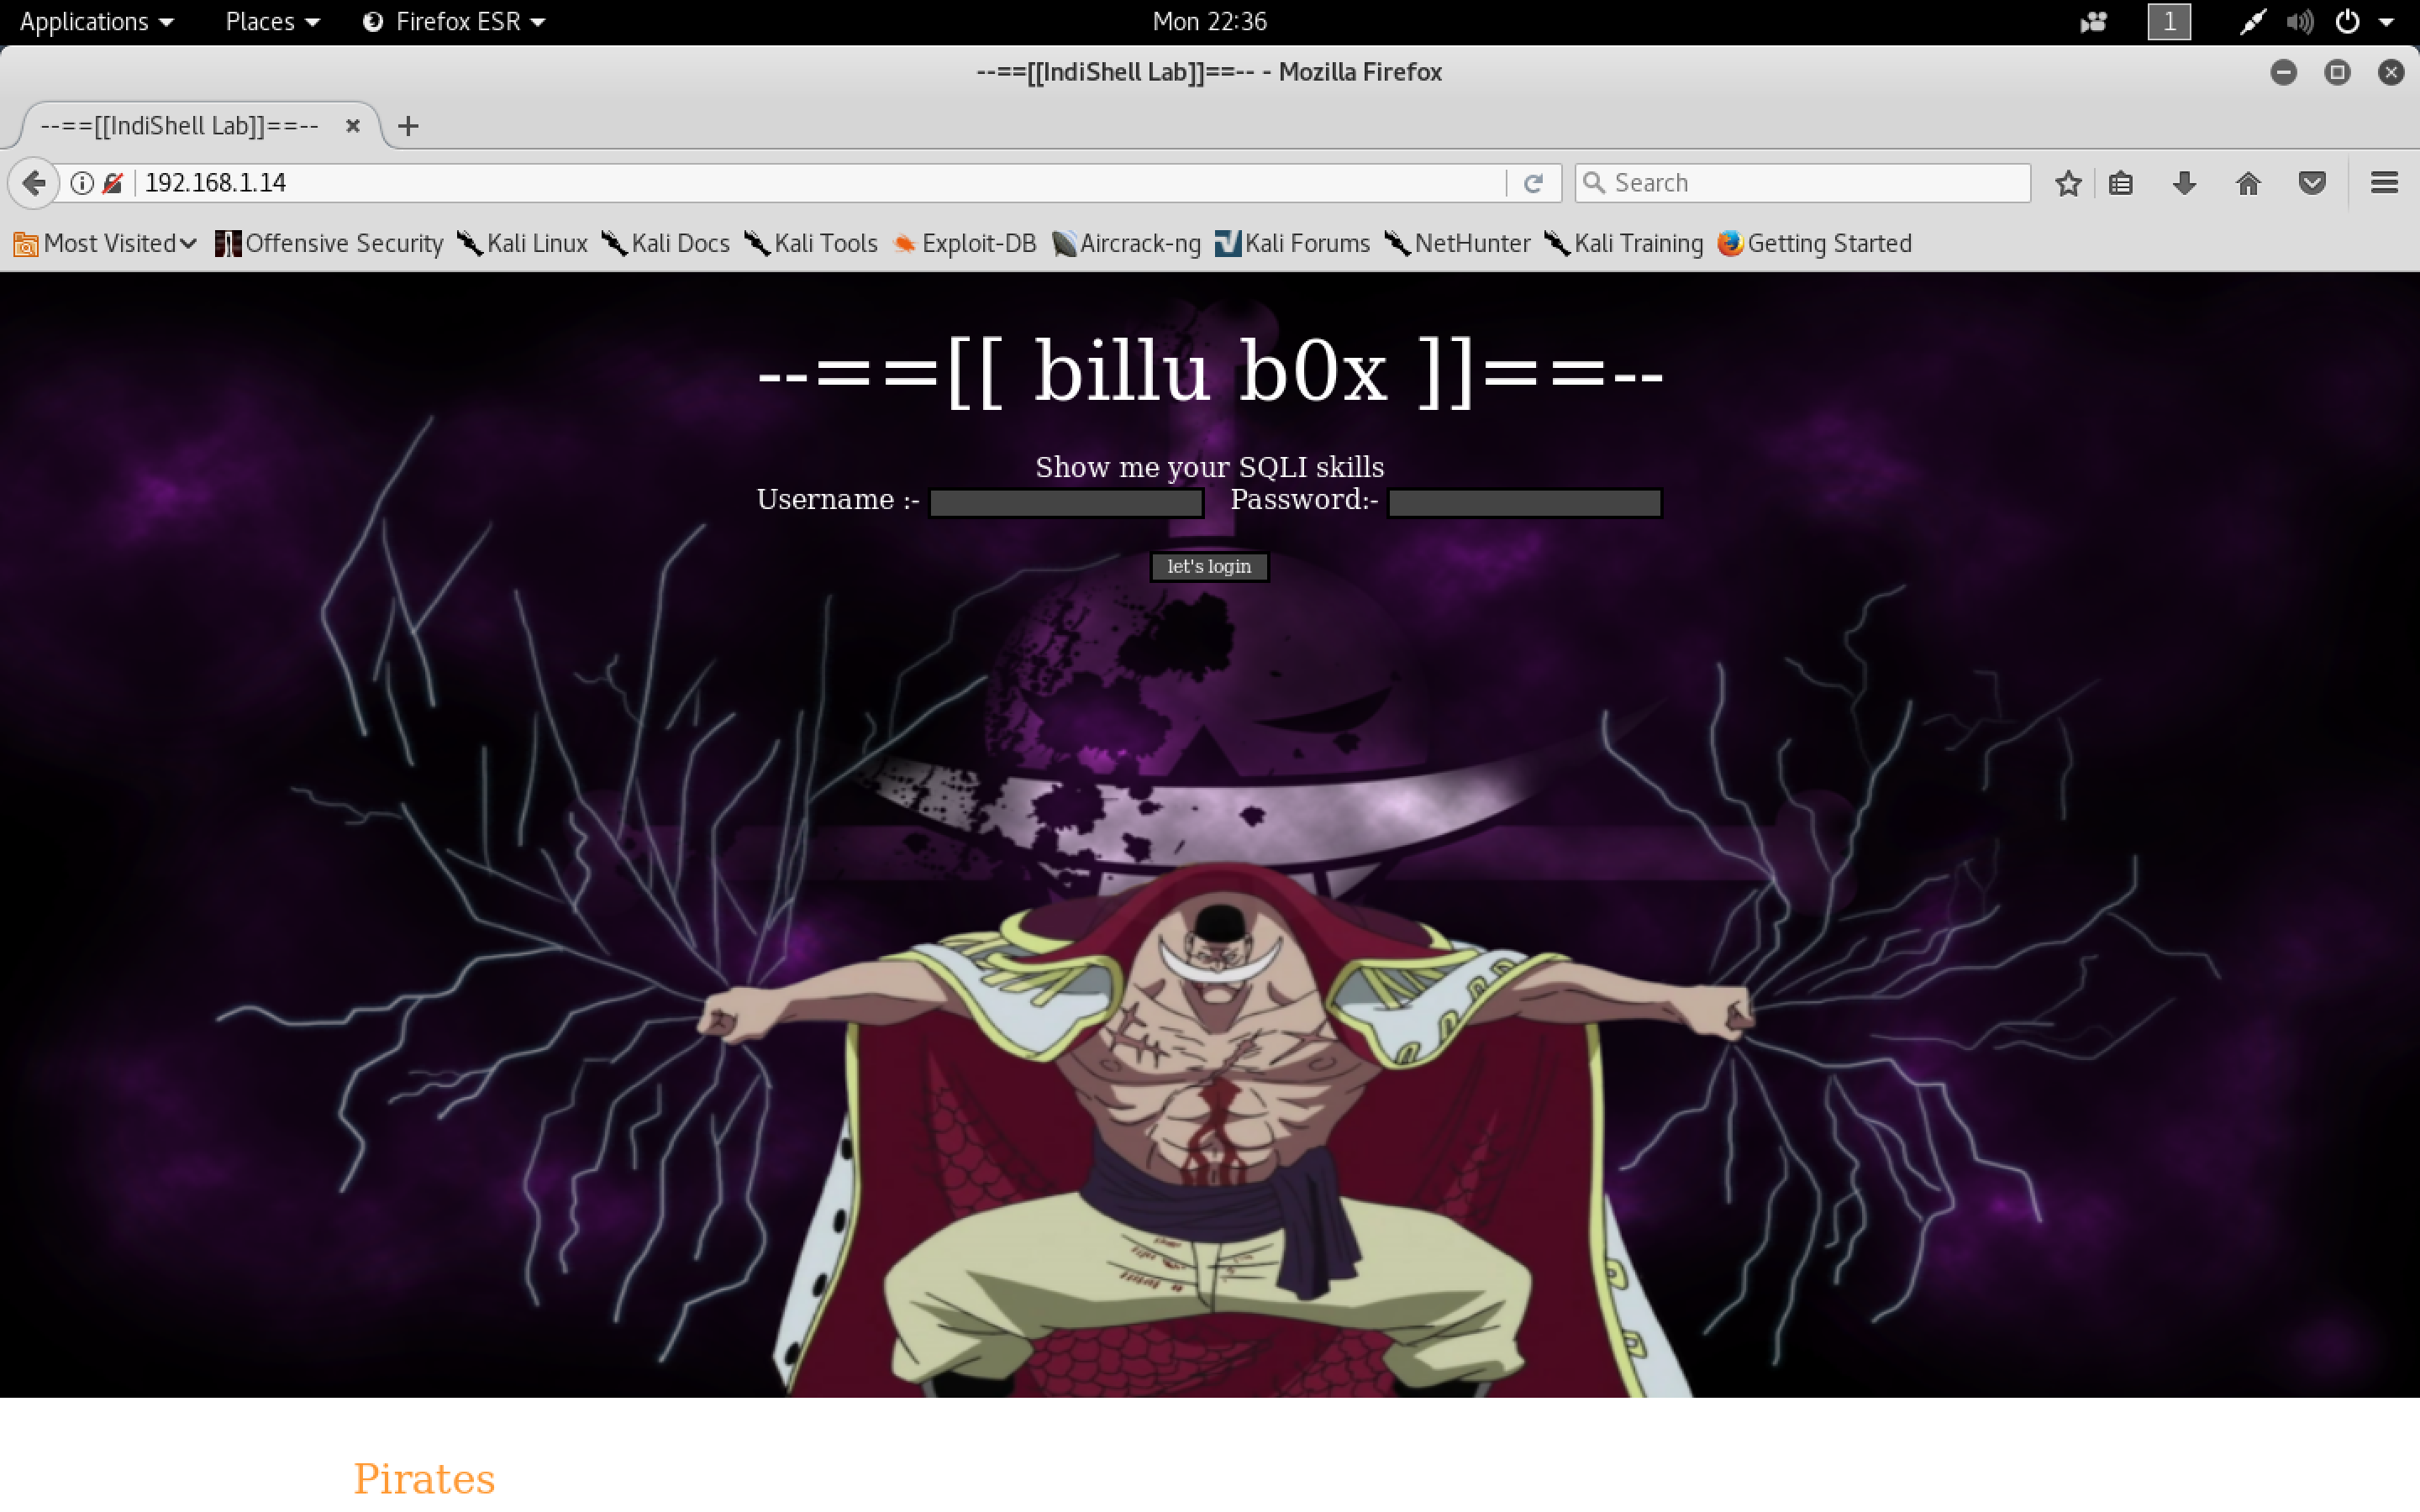 Applications Places Firefox ESR Mon 22:36 1
--==[[IndiShell Lab]]==-- - Mozilla Firefox
--==[[IndiShell Lab]]==--
192.168.1.14 Search
Most Visited Offensive Security Kali Linux Kali Docs Kali Tools Exploit-DB Aircrack-ng Kali Forums NetHunter Kali Training Getting Started
--==[[ billu b0x ]]==--
Show me your SQLI skills
Username :- Password:-
let's login
Pirates